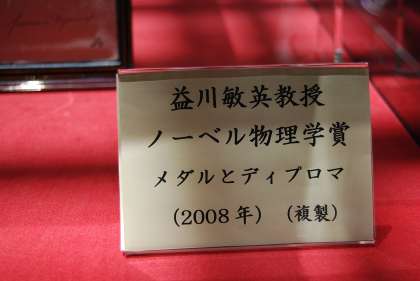 益川敏英教授
ノーベル物理学賞
メダルとディプロマ
（2008年）（複製）